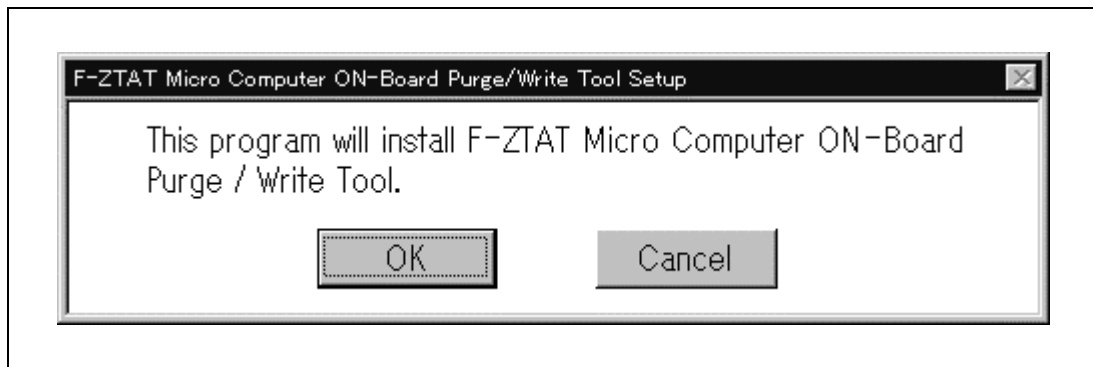 F-ZTAT Micro Computer ON-Board Purge/Write Tool Setup
This program will install F-ZTAT Micro Computer ON-Board
Purge / Write Tool.
OK Cancel